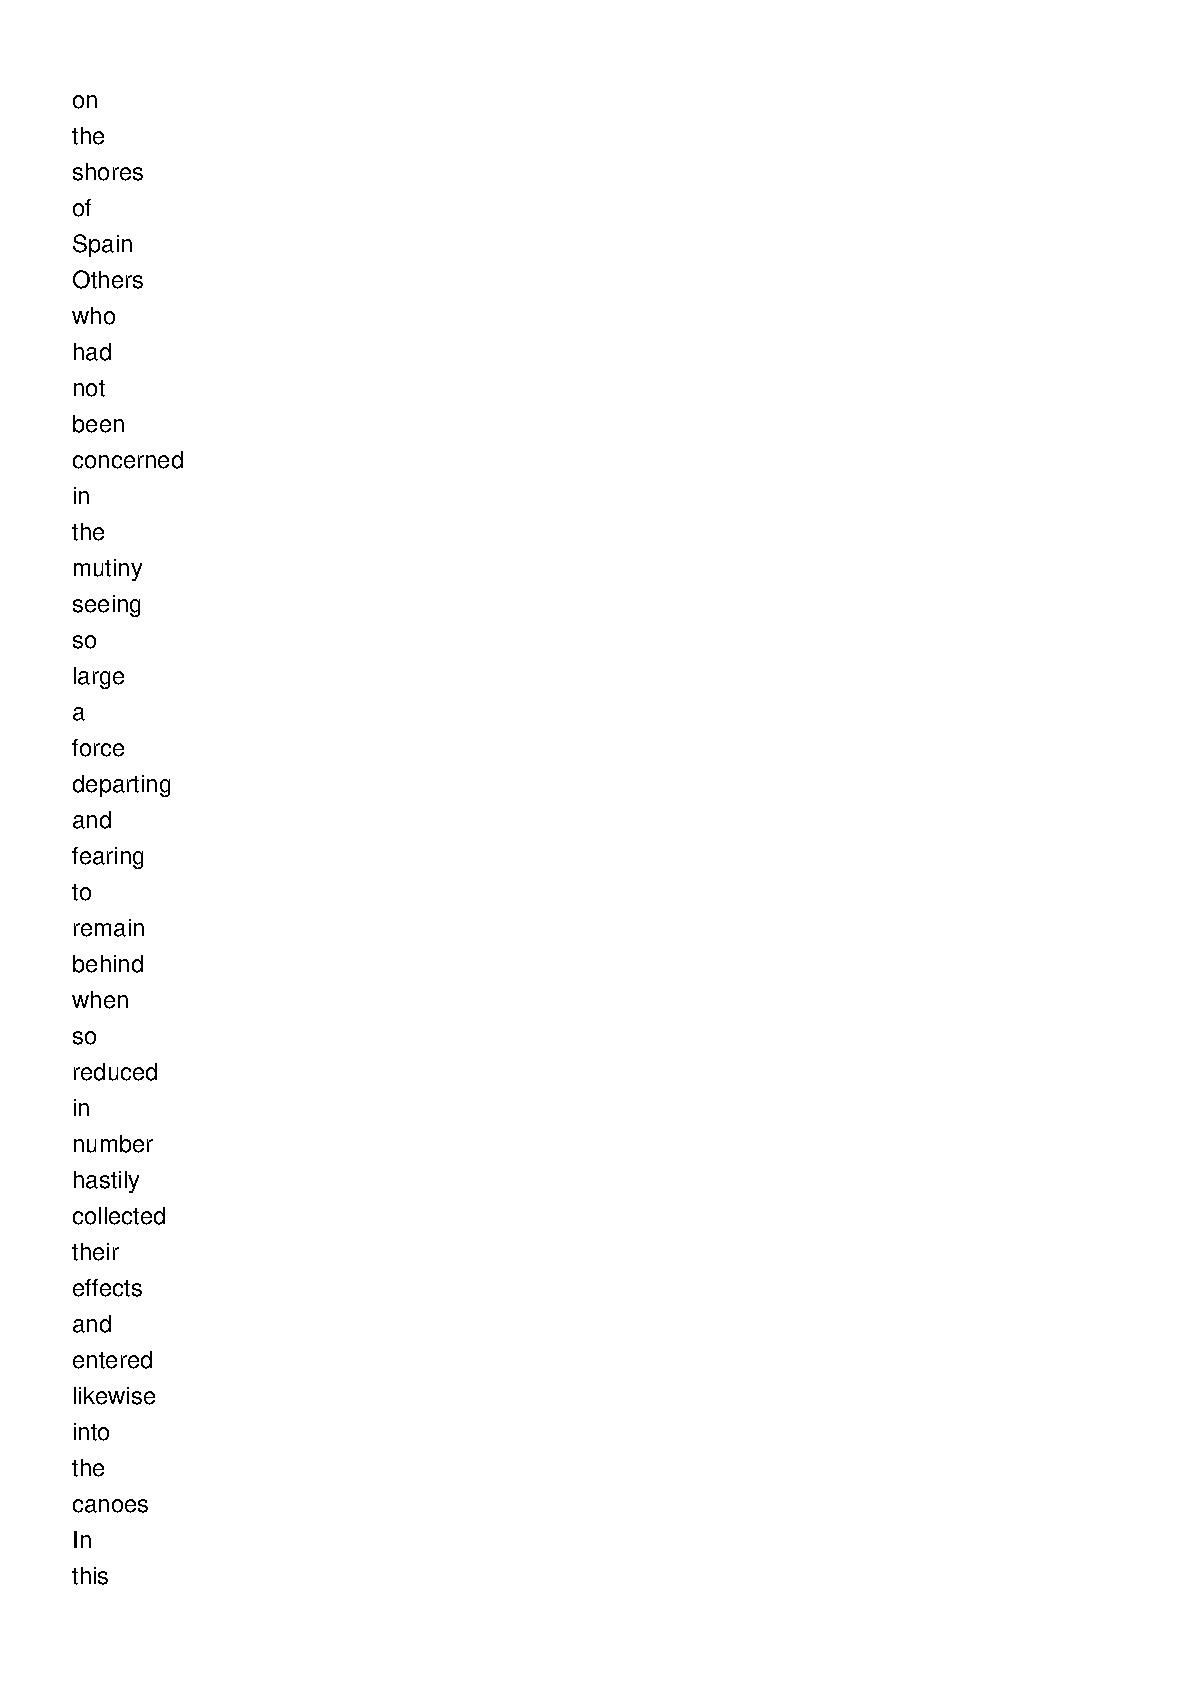 on
the
shores
of
Spain
Others
who
had
not
been
concerned
in
the
mutiny
seeing
so
large
a
force
departing
and
fearing
to
remain
behind
when
so
reduced
in
number
hastily
collected
their
effects
and
entered
likewise
into
the
canoes
In
this